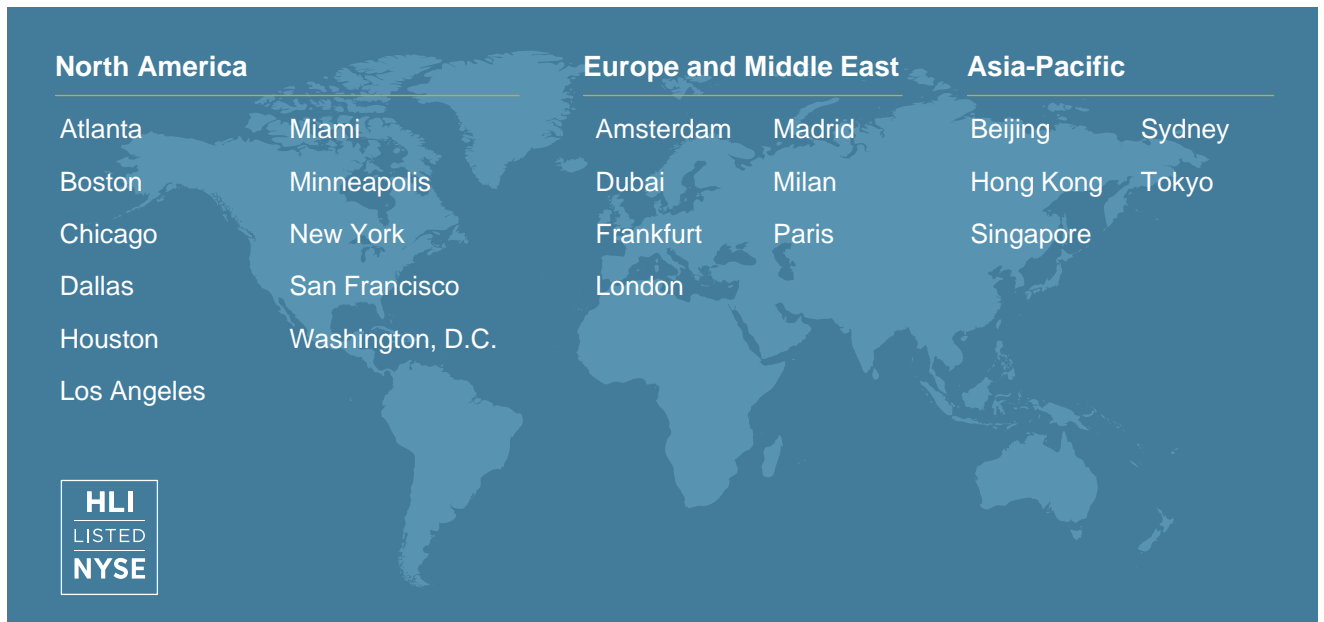 North America
Atlanta
Boston
Chicago
Dallas
Houston
Los Angeles
Miami
Minneapolis
New York
San Francisco
Washington, D.C.
Europe and Middle East
Amsterdam
Dubai
Frankfurt
London
Madrid
Milan
Paris
Asia-Pacific
Beijing
Hong Kong
Singapore
Sydney
Tokyo
HLI
LISTED
NYSE